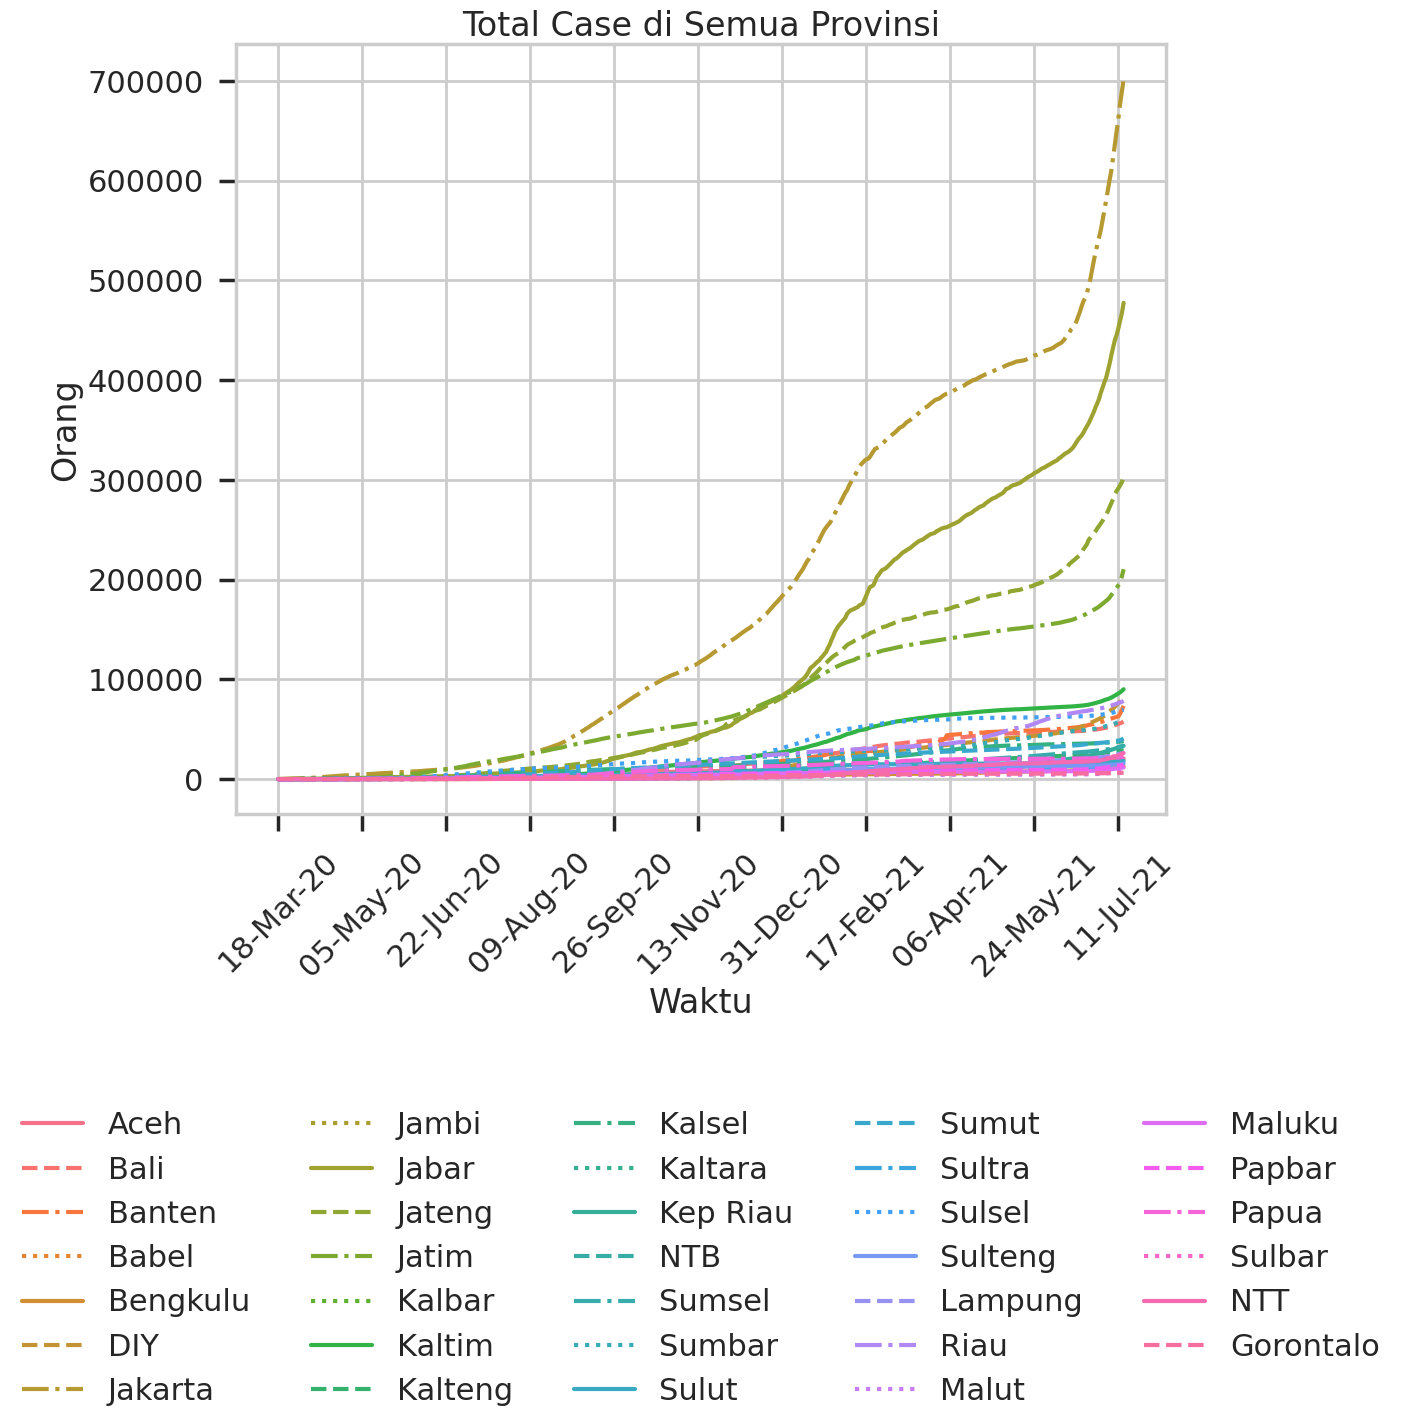 Total Case di Semua Provinsi
700000
600000
500000
400000
300000
200000
100000
0
Orang
18-Mar-20
05-May-20
22-Jun-20
09-Aug-20
26-Sep-20
13-Nov-20
31-Dec-20
17-Feb-21
06-Apr-21
24-May-21
11-Jul-21
Waktu
Aceh
Bali
Banten
Babel
Bengkulu
DIY
Jakarta
Jambi
Jabar
Jateng
Jatim
Kalbar
Kaltim
Kalteng
Kalsel
Kaltara
Kep Riau
NTB
Sumsel
Sumbar
Sulut
Sumut
Sultra
Sulsel
Sulteng
Lampung
Riau
Malut
Maluku
Papbar
Papua
Sulbar
NTT
Gorontalo